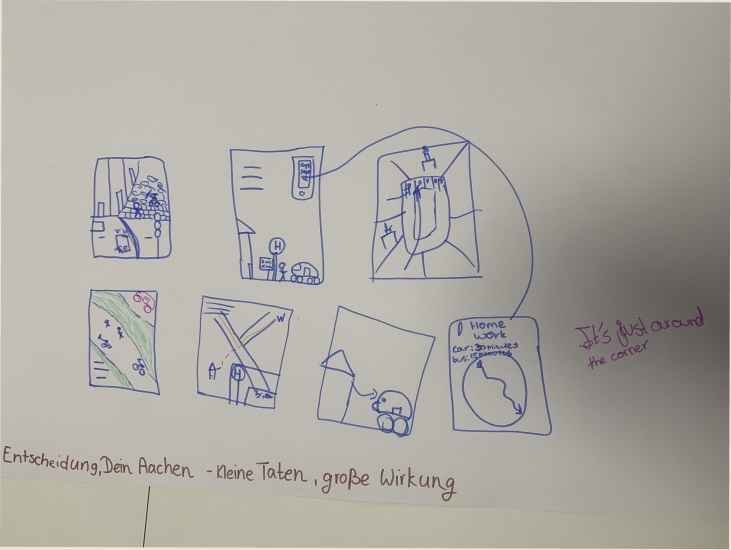 H
W
H
Home
work
car: 30 minutes
bus: 15 minutes
It's just around
the corner
Entscheidung, Dein Aachen - Kleine Taten, große Wirkung